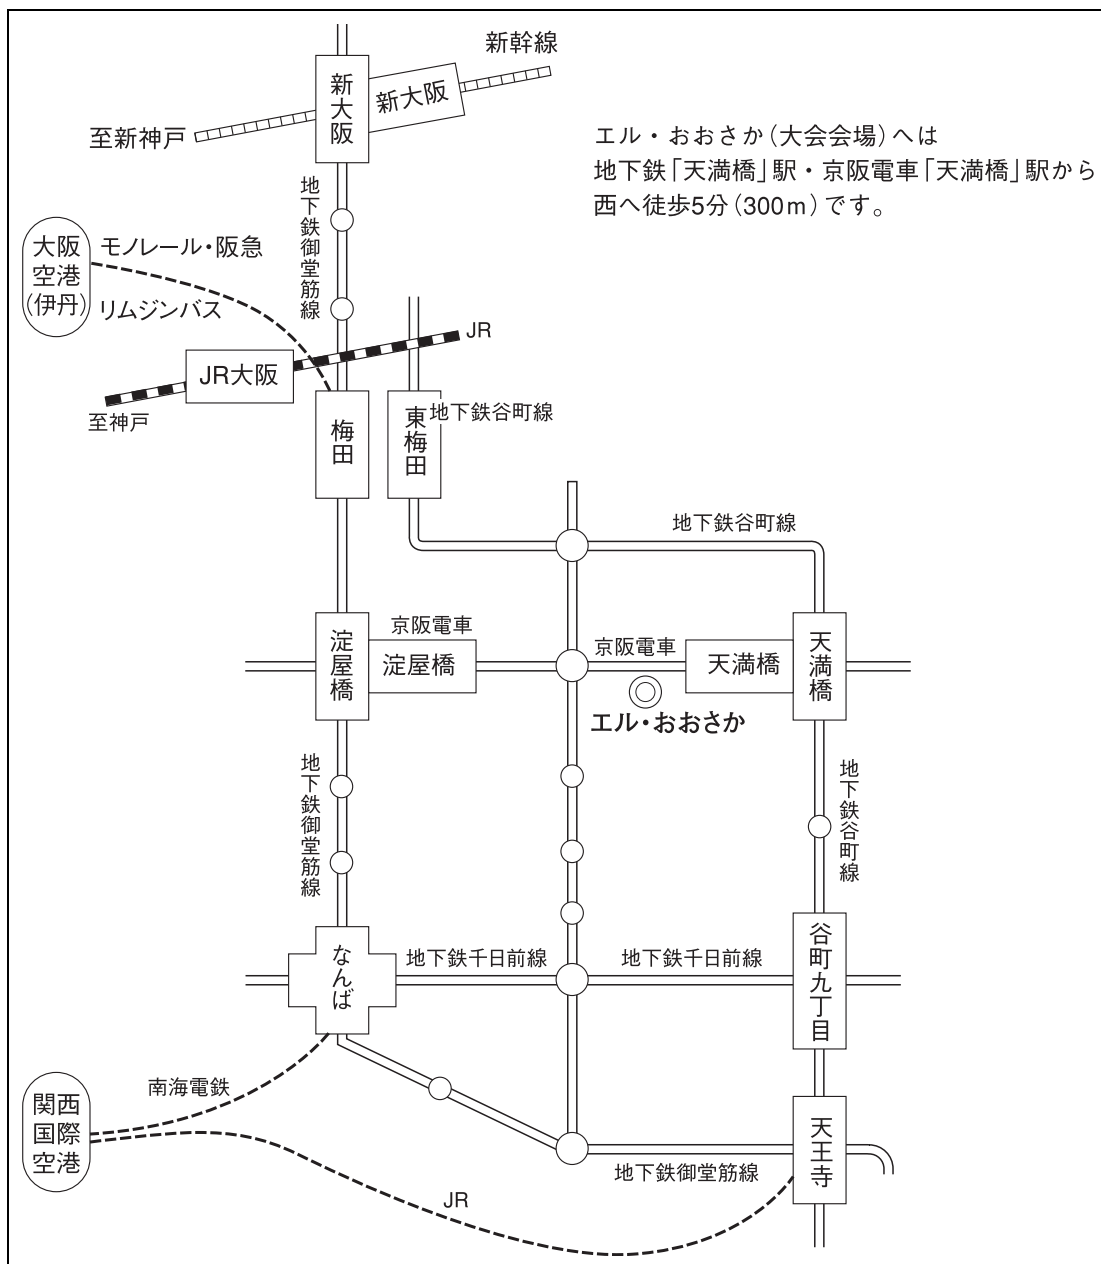 新幹線
新大阪
新大阪
至新神戸
エル・おおさか(大会会場)へは
地下鉄「天満橋」駅・京阪電車「天満橋」駅から
西へ徒歩5分(300m)です。
地下鉄御堂筋線
大阪
空港
(伊丹)
モノレール・阪急
リムジンバス
JR
JR大阪
至神戸
梅田
東梅田
地下鉄谷町線
地下鉄谷町線
淀屋橋
京阪電車
淀屋橋
京阪電車
天満橋
天満橋
エル・おおさか
地下鉄御堂筋線
地下鉄谷町線
なんば
地下鉄千日前線
地下鉄千日前線
谷町九丁目
南海電鉄
関西
国際
空港
天王寺
地下鉄御堂筋線
JR